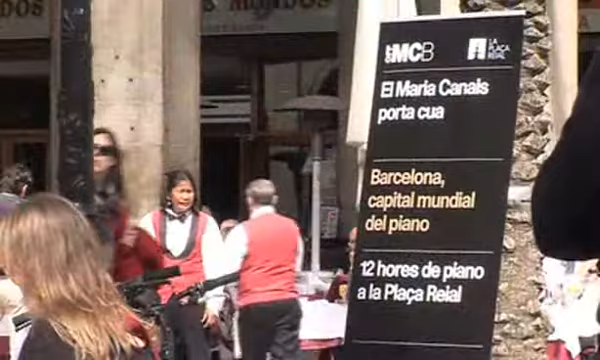 MCB
LA
PLAÇA
REIAL
El Maria Canals
porta cua
Barcelona,
capital mundial
del piano
12 hores de piano
a la Plaça Reial